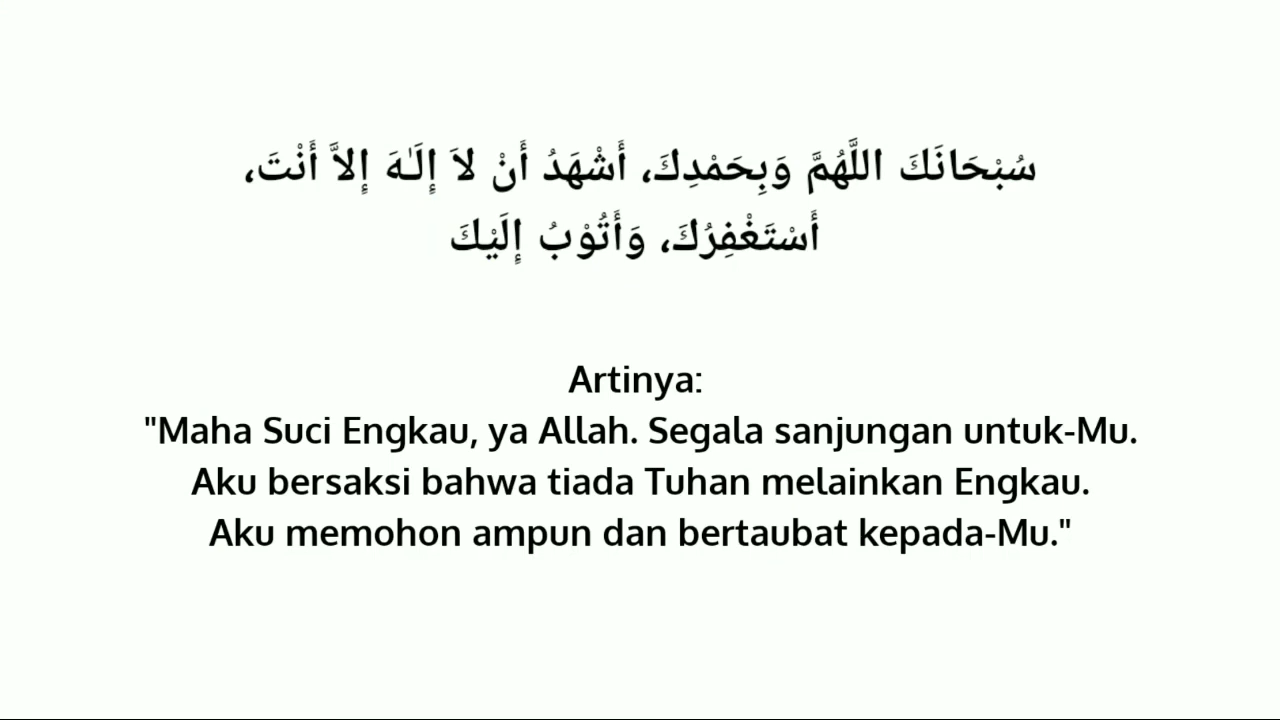 سُبْحَانَكَ اللَّهُمَّ وَبِحَمْدِكَ، أَشْهَدُ أَنْ لاَ إِلَـٰهَ إِلاَّ أَنْتَ،
أَسْتَغْفِرُكَ، وَأَتُوْبُ إِلَيْكَ
Artinya:
"Maha Suci Engkau, ya Allah. Segala sanjungan untuk-Mu.
Aku bersaksi bahwa tiada Tuhan melainkan Engkau.
Aku memohon ampun dan bertaubat kepada-Mu."